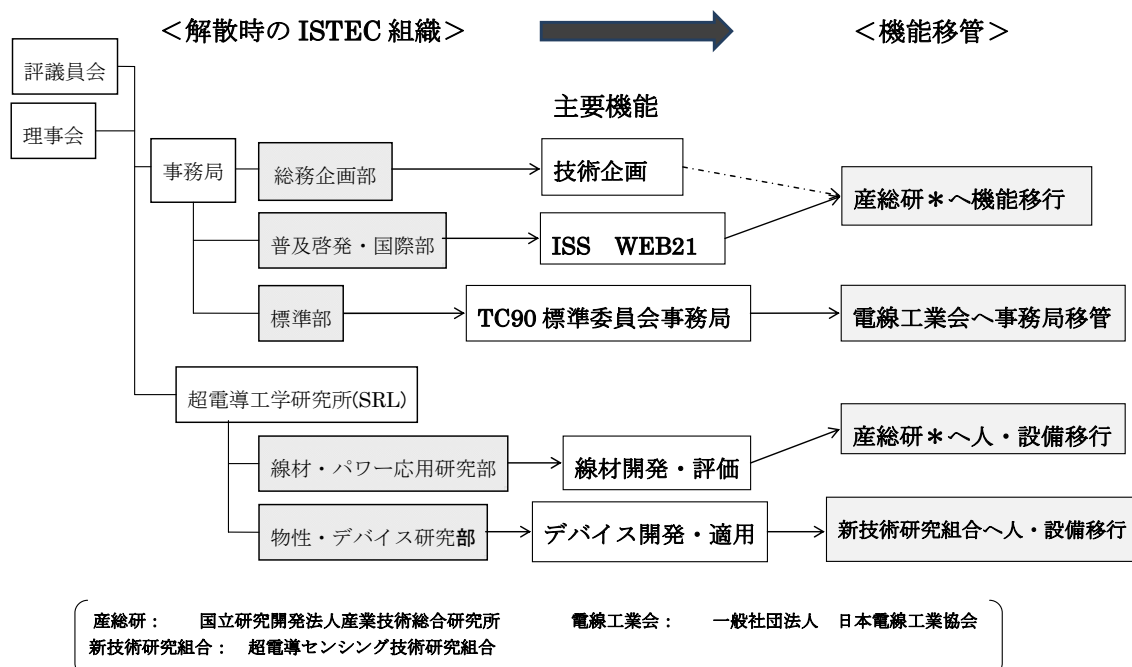 ＜解散時の ISTEC 組織＞
＜機能移管＞
評議員会
理事会
主要機能
事務局
総務企画部
技術企画
産総研＊へ機能移行
普及啓発・国際部
ISS　WEB21
標準部
TC90 標準委員会事務局
電線工業会へ事務局移管
超電導工学研究所(SRL)
線材・パワー応用研究部
線材開発・評価
産総研＊へ人・設備移行
物性・デバイス研究部
デバイス開発・適用
新技術研究組合へ人・設備移行
産総研：　　国立研究開発法人産業技術総合研究所　　　　電線工業会：　　一般社団法人　日本電線工業協会
新技術研究組合：　超電導センシング技術研究組合